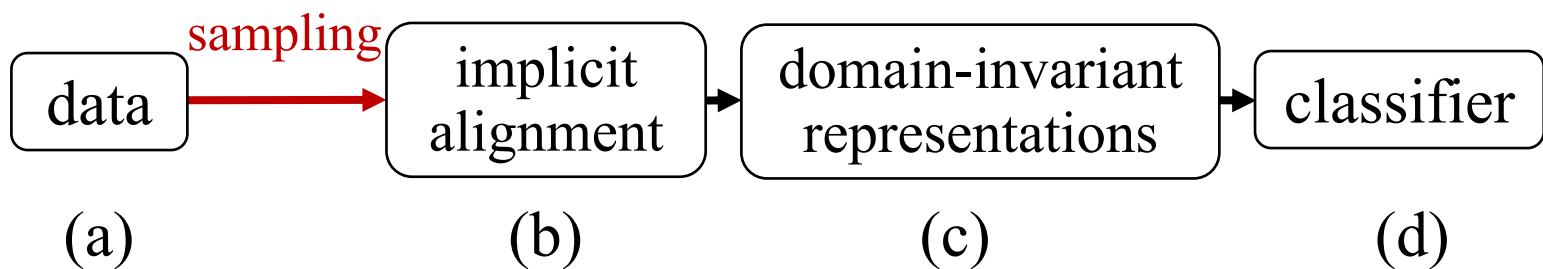 sampling
data
implicit
alignment
domain-invariant
representations
classifier
(a)
(b)
(c)
(d)